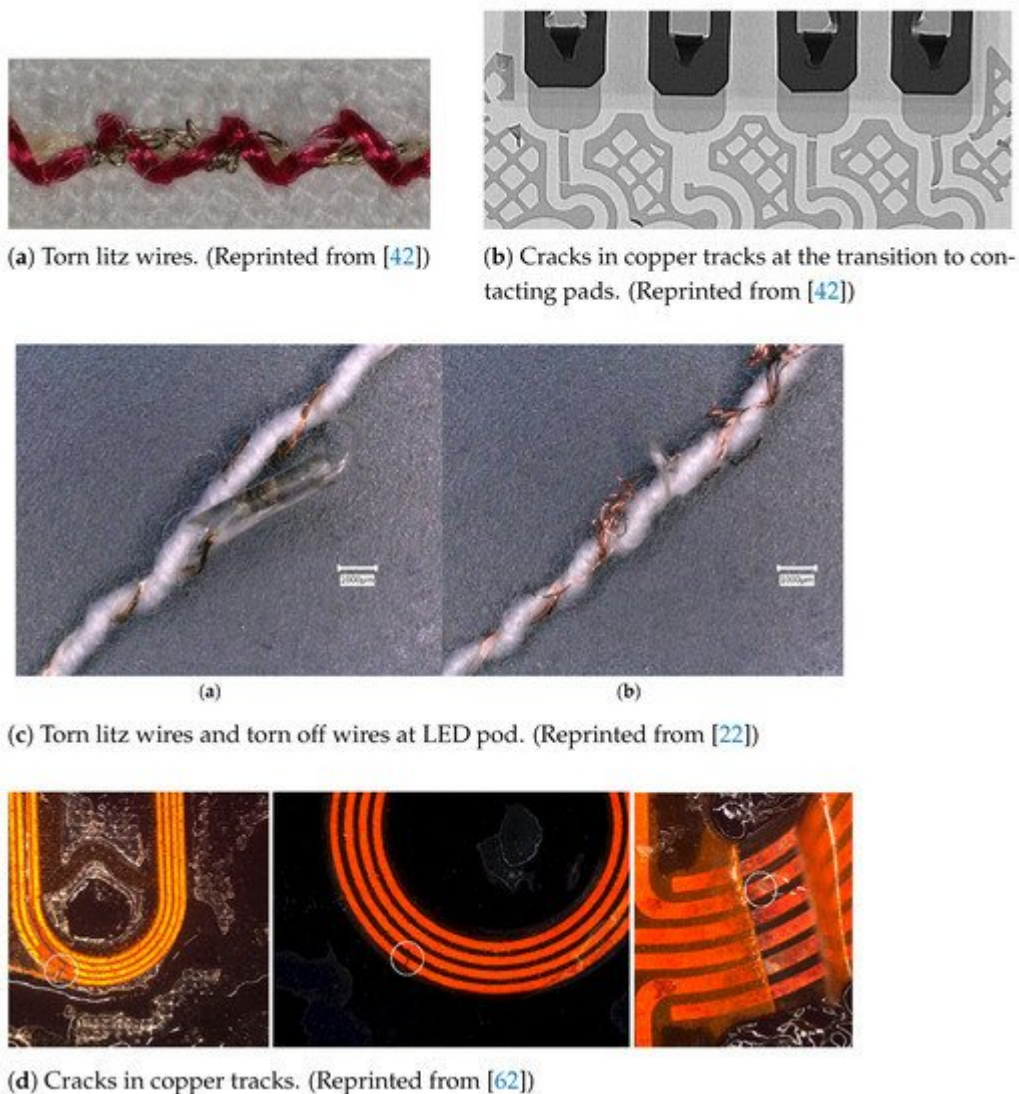 (a) Torn litz wires. (Reprinted from [42])
(b) Cracks in copper tracks at the transition to con-
tacting pads. (Reprinted from [42])
1000µm
1000µm
(a)
(b)
(c) Torn litz wires and torn off wires at LED pod. (Reprinted from [22])
(d) Cracks in copper tracks. (Reprinted from [62])